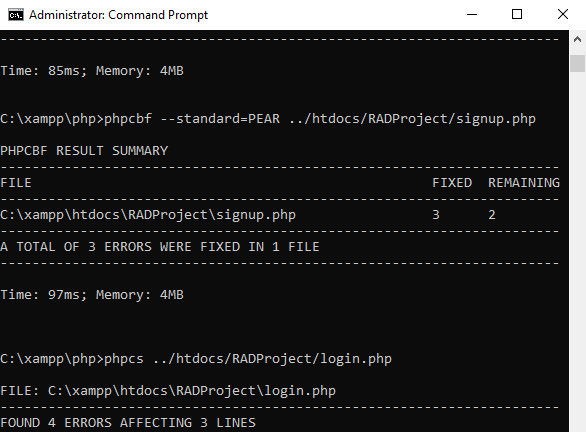 Administrator: Command Prompt
------------------------------------------------------------------------
Time: 85ms; Memory: 4MB
C:\xampp\php>phpcbf --standard=PEAR ../htdocs/RADProject/signup.php
PHPCBF RESULT SUMMARY
------------------------------------------------------------------------
FILE FIXED REMAINING
------------------------------------------------------------------------
C:\xampp\htdocs\RADProject\signup.php 3 2
------------------------------------------------------------------------
A TOTAL OF 3 ERRORS WERE FIXED IN 1 FILE
------------------------------------------------------------------------
Time: 97ms; Memory: 4MB
C:\xampp\php>phpcs ../htdocs/RADProject/login.php
FILE: C:\xampp\htdocs\RADProject\login.php
------------------------------------------------------------------------
FOUND 4 ERRORS AFFECTING 3 LINES